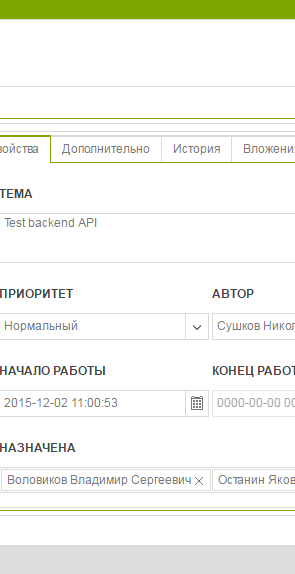 войства Дополнительно История Вложени
ТЕМА
Test backend API
ПРИОРИТЕТ АВТОР
Нормальный Сушков Никол
НАЧАЛО РАБОТЫ КОНЕЦ РАБОТ
2015-12-02 11:00:53 0000-00-00 00
НАЗНАЧЕНА
Воловиков Владимир Сергеевич Останин Яков